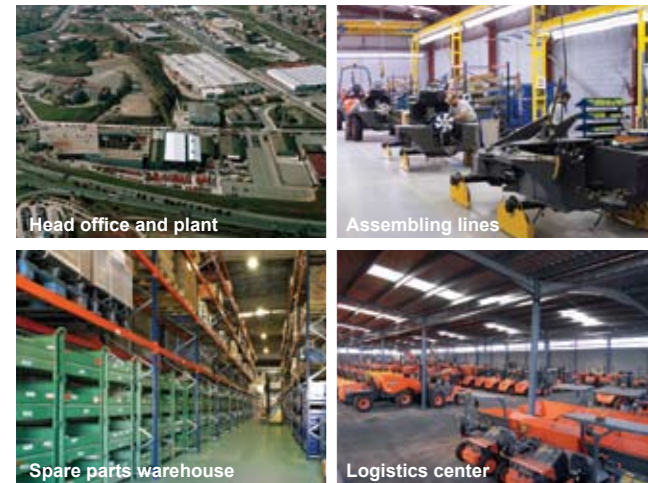 Head office and plant
Assembling lines
Spare parts warehouse
Logistics center